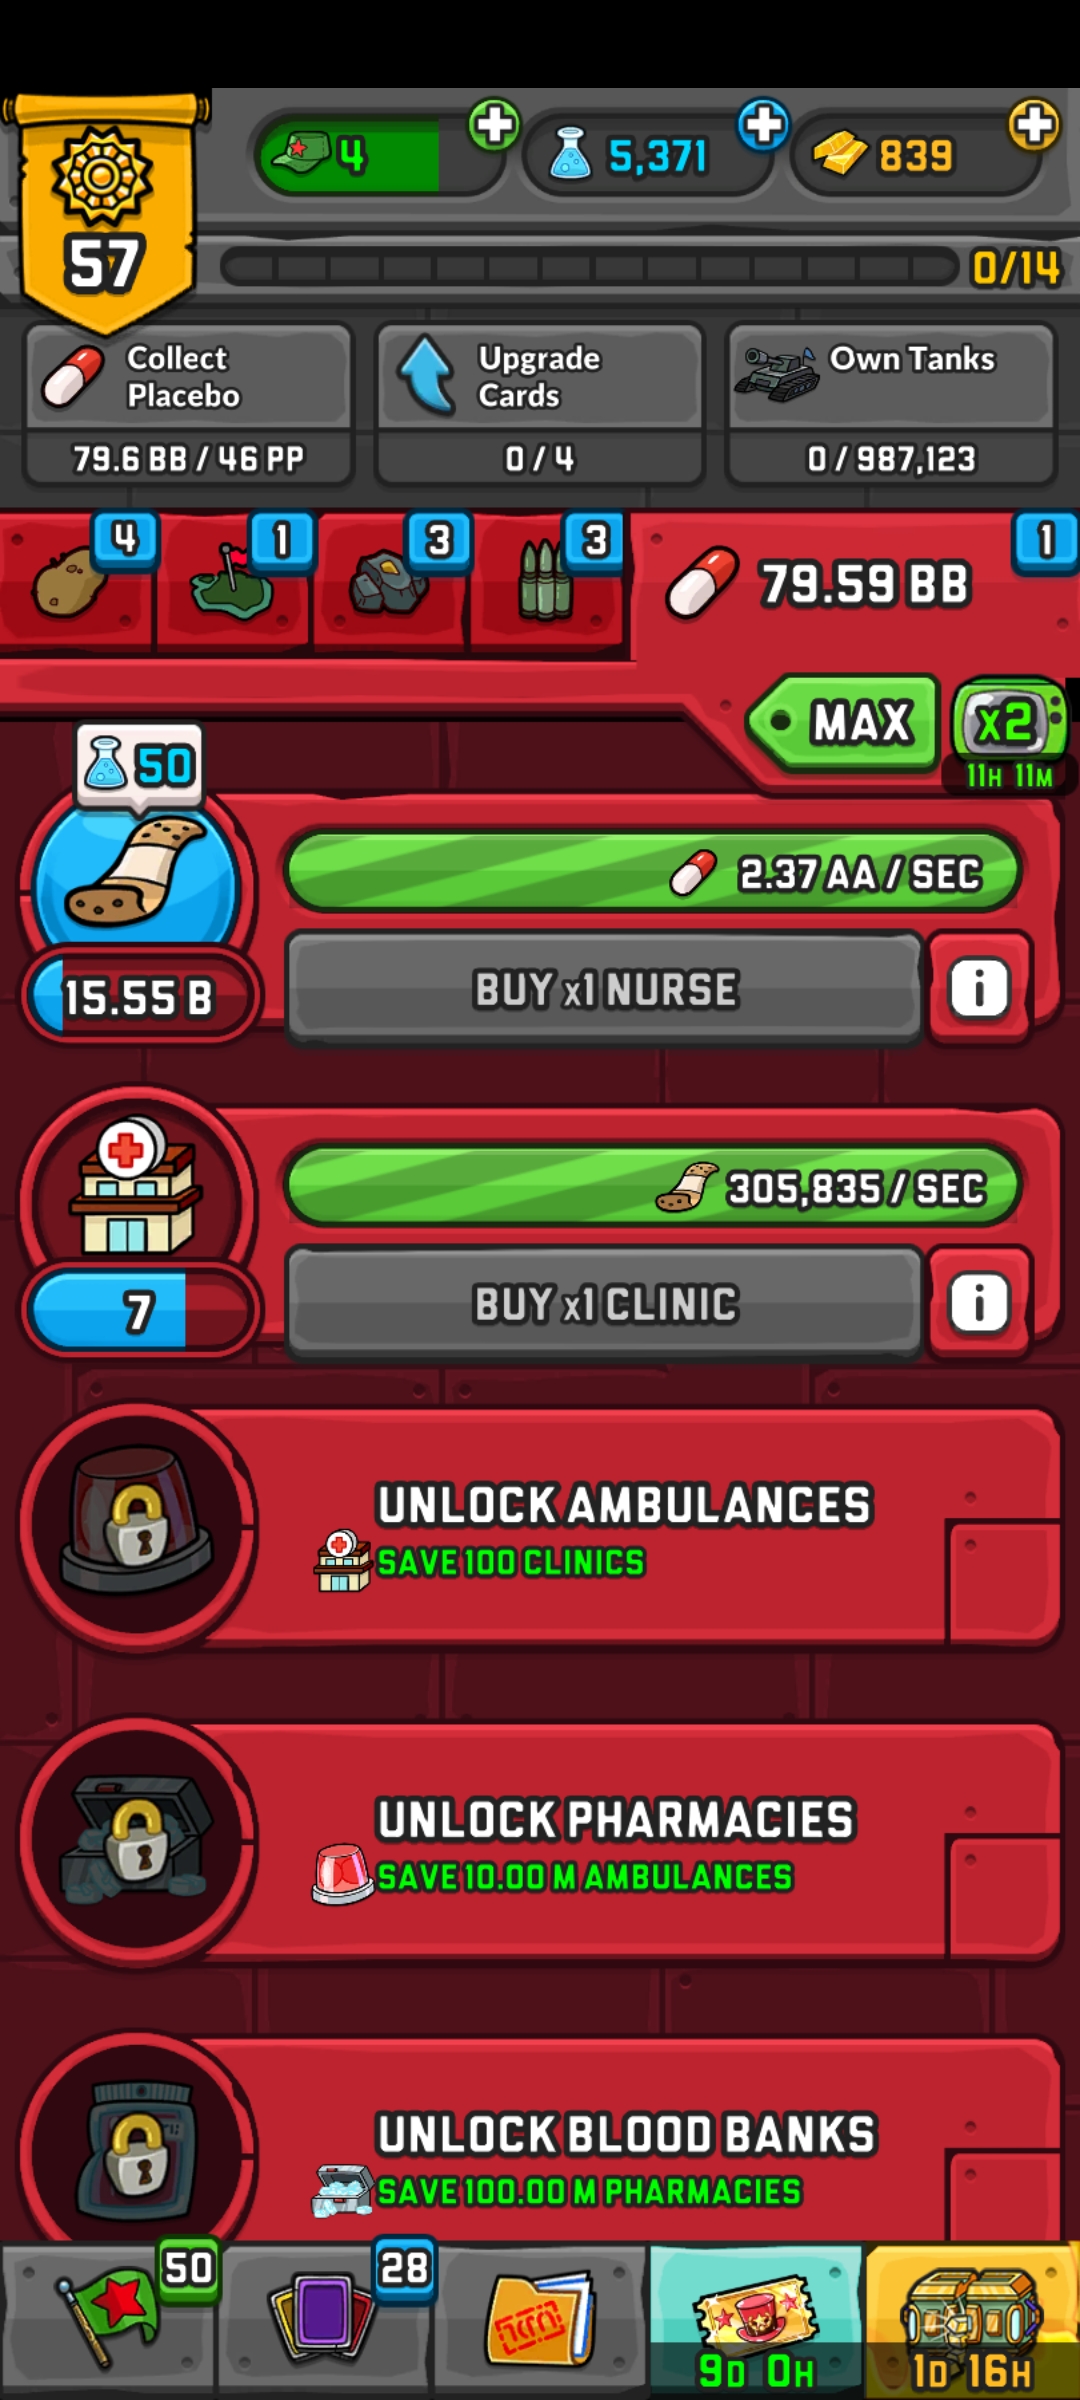 57
4
5,371
839
0/14
Collect
Placebo
79.6 BB / 46 PP
Upgrade
Cards
0 / 4
Own Tanks
0 / 987,123
4
1
3
3
79.59 BB
1
MAX
x2
11H 11M
50
2.37 AA / SEC
15.55 B
BUY x1 NURSE
i
305,835 / SEC
7
BUY x1 CLINIC
i
UNLOCK AMBULANCES
SAVE 100 CLINICS
UNLOCK PHARMACIES
SAVE 10.00 M AMBULANCES
UNLOCK BLOOD BANKS
SAVE 100.00 M PHARMACIES
50
28
9D 0H
1D 16H